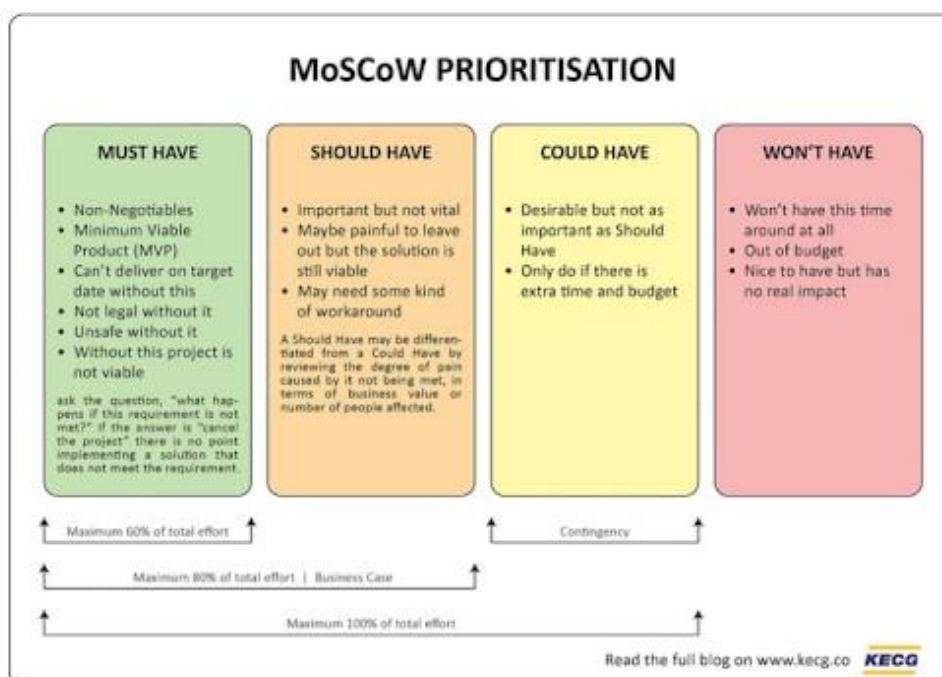 MoSCoW PRIORITISATION
MUST HAVE
• Non-Negotiables
• Minimum Viable
Product (MVP)
• Can't deliver on target
date without this
• Not legal without it
• Unsafe without it
• Without this project is
not viable
ask the question, "what hap-
pens if this requirement is not
met?" if the answer is "cancel
the project" there is no point
implementing a solution that
does not meet the requirement.
SHOULD HAVE
• Important but not vital
• Maybe painful to leave
out but the solution is
still viable
• May need some kind
of workaround
A Should Have may be differen-
tiated from a Could Have by
reviewing the degree of pain
caused by it not being met, in
terms of business value or
number of people affected.
COULD HAVE
• Desirable but not as
important as Should
Have
• Only do if there is
extra time and budget
WON'T HAVE
• Won't have this time
around at all
• Out of budget
• Nice to have but has
no real impact
Maximum 60% of total effort
Contingency
Maximum 80% of total effort | Business Case
Maximum 100% of total effort
Read the full blog on www.kecg.co KECG